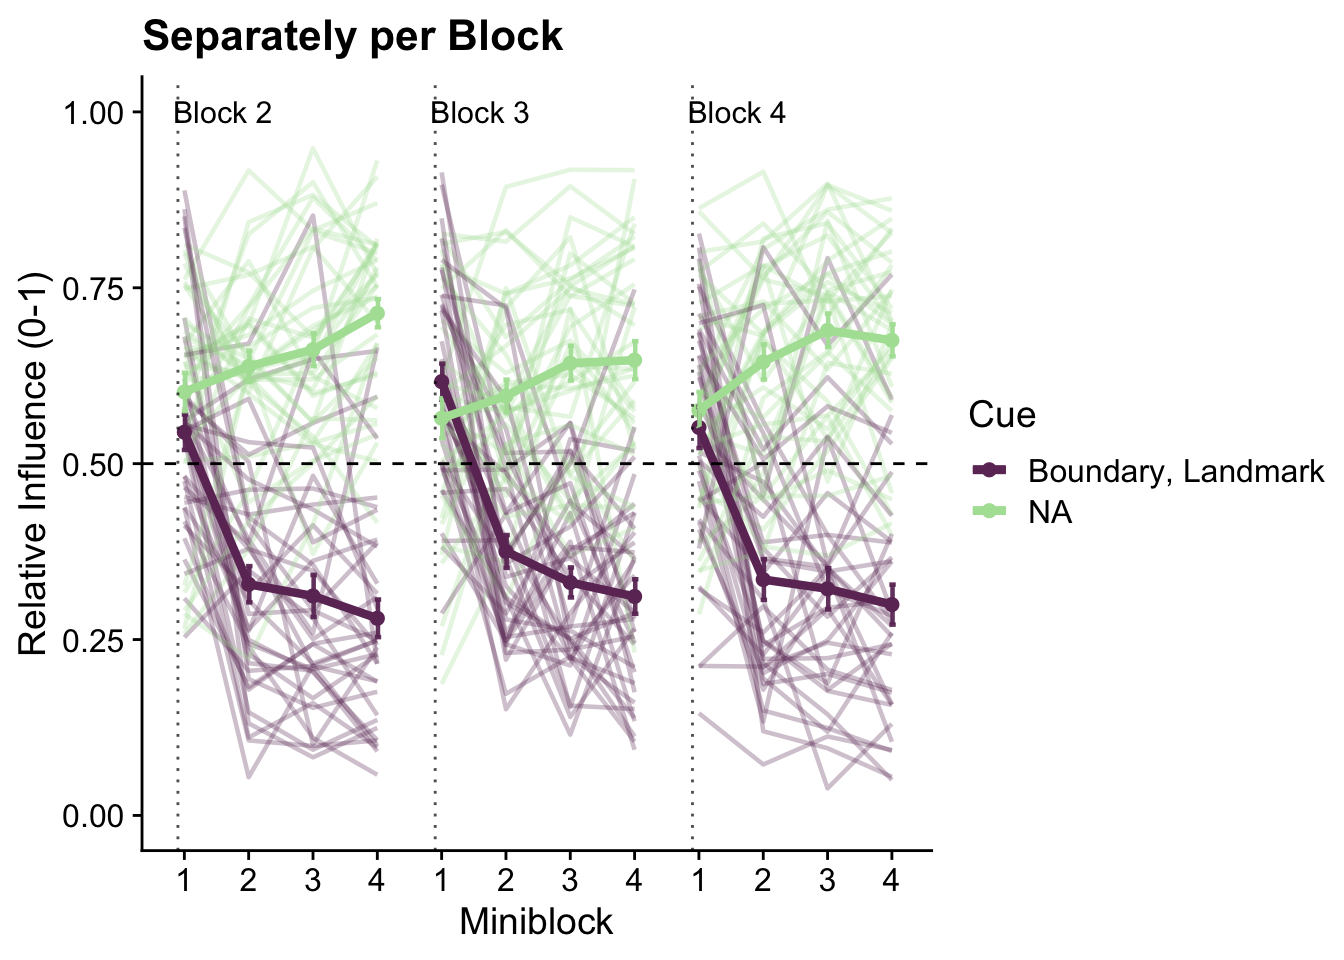 Separately per Block
Relative Influence (0-1)
1.00
0.75
0.50
0.25
0.00
Block 2
Block 3
Block 4
1 2 3 4 1 2 3 4 1 2 3 4
Miniblock
Cue
Boundary, Landmark
NA